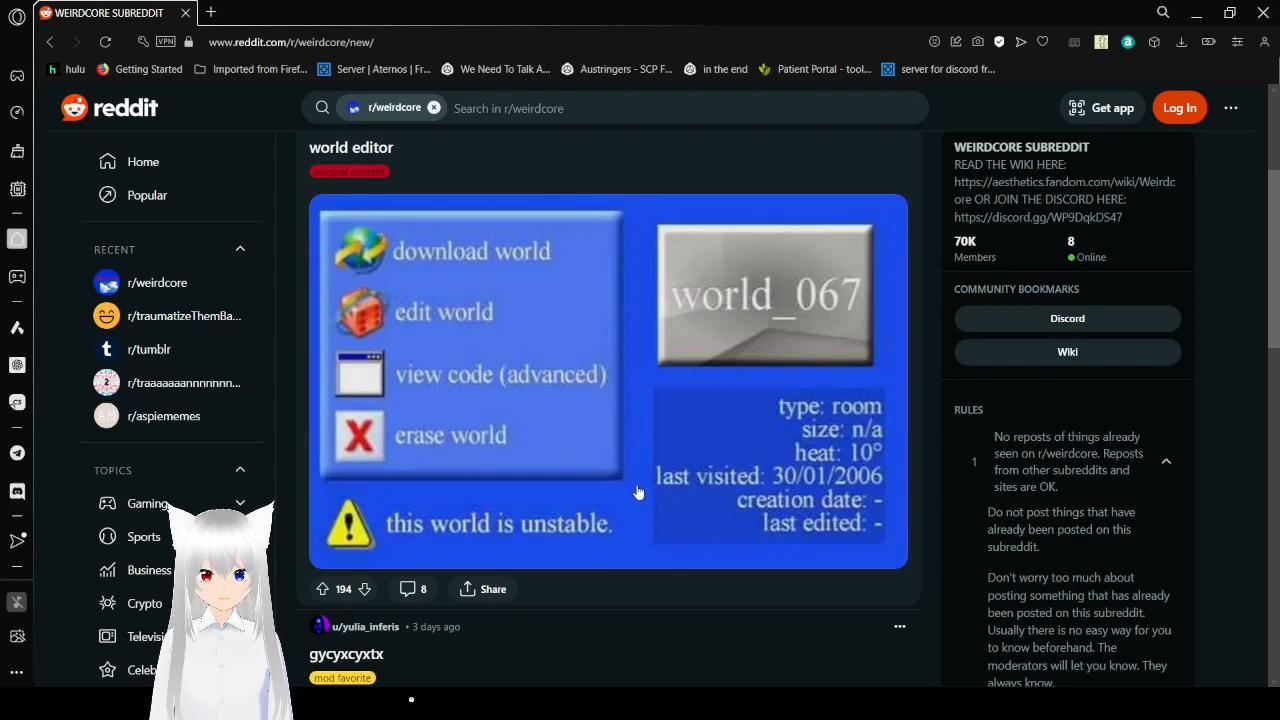 WEIRDCORE SUBREDDIT
VPN
www.reddit.com/r/weirdcore/new/
hulu
Getting Started
Imported from Firef...
Server | Aternos | Fr...
We Need To Talk A...
Austringers - SCP F...
in the end
Patient Portal - tool...
server for discord fr...
reddit
r/weirdcore
Search in r/weirdcore
Get app
Log In
Home
Popular
RECENT
r/weirdcore
r/traumatizeThemBa...
r/tumblr
r/traaaaaaannnnnnn...
r/aspiememes
TOPICS
Gaming
Sports
Business
Crypto
Televisi
Celeb
world editor
original content
download world
edit world
view code (advanced)
erase world
this world is unstable.
world_067
type: room
size: n/a
heat: 10°
last visited: 30/01/2006
creation date: -
last edited: -
194
8
Share
u/yulia_inferis • 3 days ago
gycyxcyxtx
mod favorite
WEIRDCORE SUBREDDIT
READ THE WIKI HERE:
https://aesthetics.fandom.com/wiki/Weirdc
ore OR JOIN THE DISCORD HERE:
https://discord.gg/WP9DqkDS47
70K
Members
8
Online
COMMUNITY BOOKMARKS
Discord
Wiki
RULES
1
No reposts of things already
seen on r/weirdcore. Reposts
from other subreddits and
sites are OK.
Do not post things that have
already been posted on this
subreddit.
Don't worry too much about
posting something that has already
been posted on this subreddit.
Usually there is no easy way for you
to know beforehand. The
moderators will let you know. They
always know.